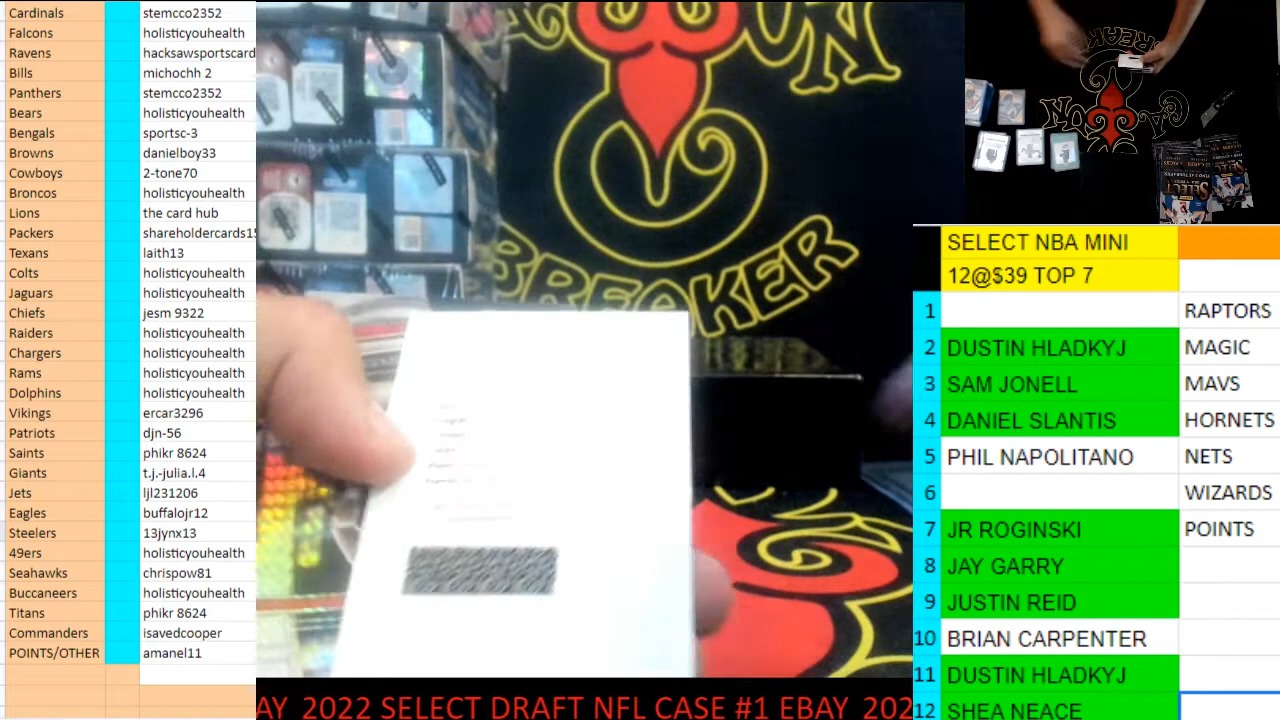 Cardinals stemcco2352
Falcons holisticyouhealth
Ravens hacksawsportscard
Bills michochh 2
Panthers stemcco2352
Bears holisticyouhealth
Bengals sportsc-3
Browns danielboy33
Cowboys 2-tone70
Broncos holisticyouhealth
Lions the card hub
Packers shareholdercards15
Texans laith13
Colts holisticyouhealth
Jaguars holisticyouhealth
Chiefs jesm 9322
Raiders holisticyouhealth
Chargers holisticyouhealth
Rams holisticyouhealth
Dolphins holisticyouhealth
Vikings ercar3296
Patriots djn-56
Saints phikr 8624
Giants t.j.-julia.l.4
Jets ljl231206
Eagles buffalojr12
Steelers 13jynx13
49ers holisticyouhealth
Seahawks chrispow81
Buccaneers holisticyouhealth
Titans phikr 8624
Commanders isavedcooper
POINTS/OTHER amanel11
BREAKER
AY 2022 SELECT DRAFT NFL CASE #1 EBAY 202
BREAKER
SELECT
SELECT
SELECT NBA MINI
12@$39 TOP 7
1 RAPTORS
2 DUSTIN HLADKYJ MAGIC
3 SAM JONELL MAVS
4 DANIEL SLANTIS HORNETS
5 PHIL NAPOLITANO NETS
6 WIZARDS
7 JR ROGINSKI POINTS
8 JAY GARRY
9 JUSTIN REID
10 BRIAN CARPENTER
11 DUSTIN HLADKYJ
12 SHEA NEACE